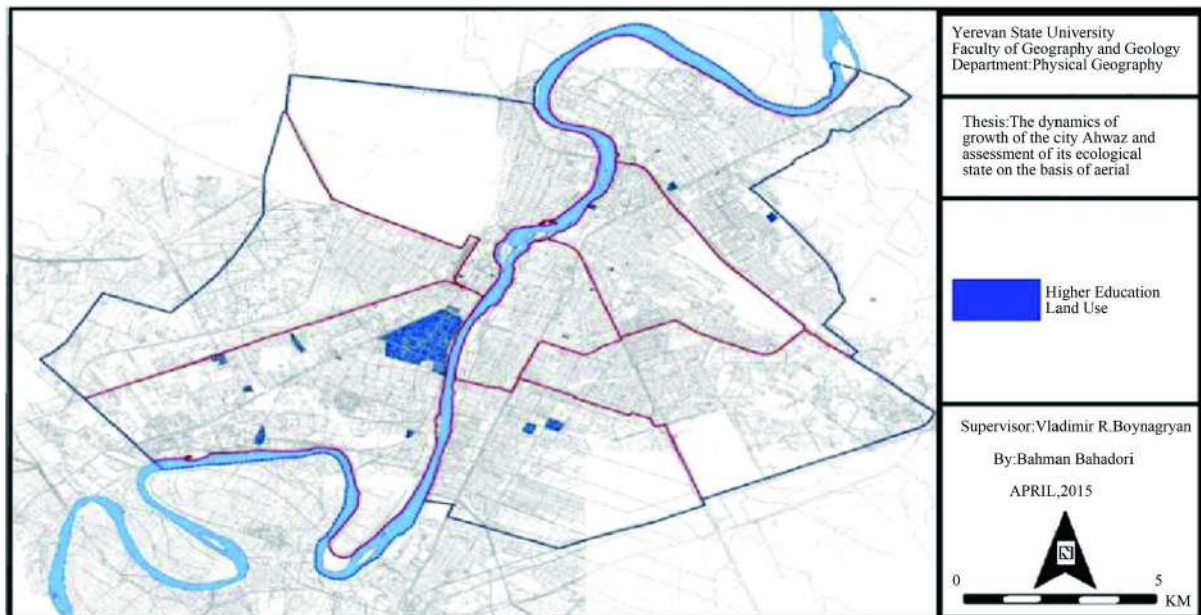 Yerevan State University
Faculty of Geography and Geology
Department:Physical Geography
Thesis:The dynamics of
growth of the city Ahwaz and
assessment of its ecological
state on the basis of aerial
Higher Education
Land Use
Supervisor:Vladimir R.Boynagryan
By:Bahman Bahadori
APRIL,2015
0 5
KM